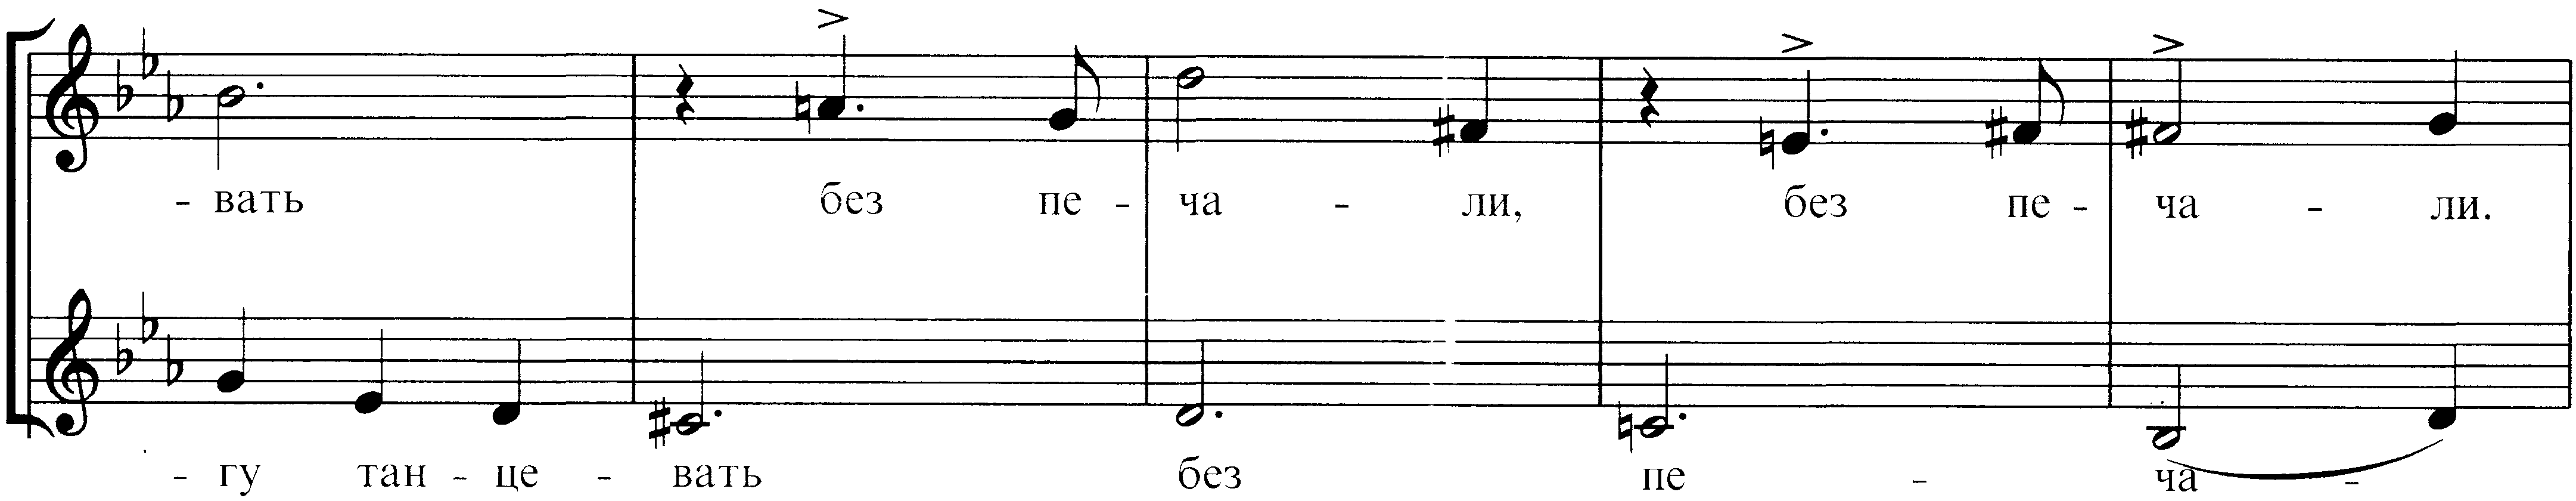 - вать без пе - ча - ли, без пе - ча - ли.
- гу тан - це - вать без пе - ча -